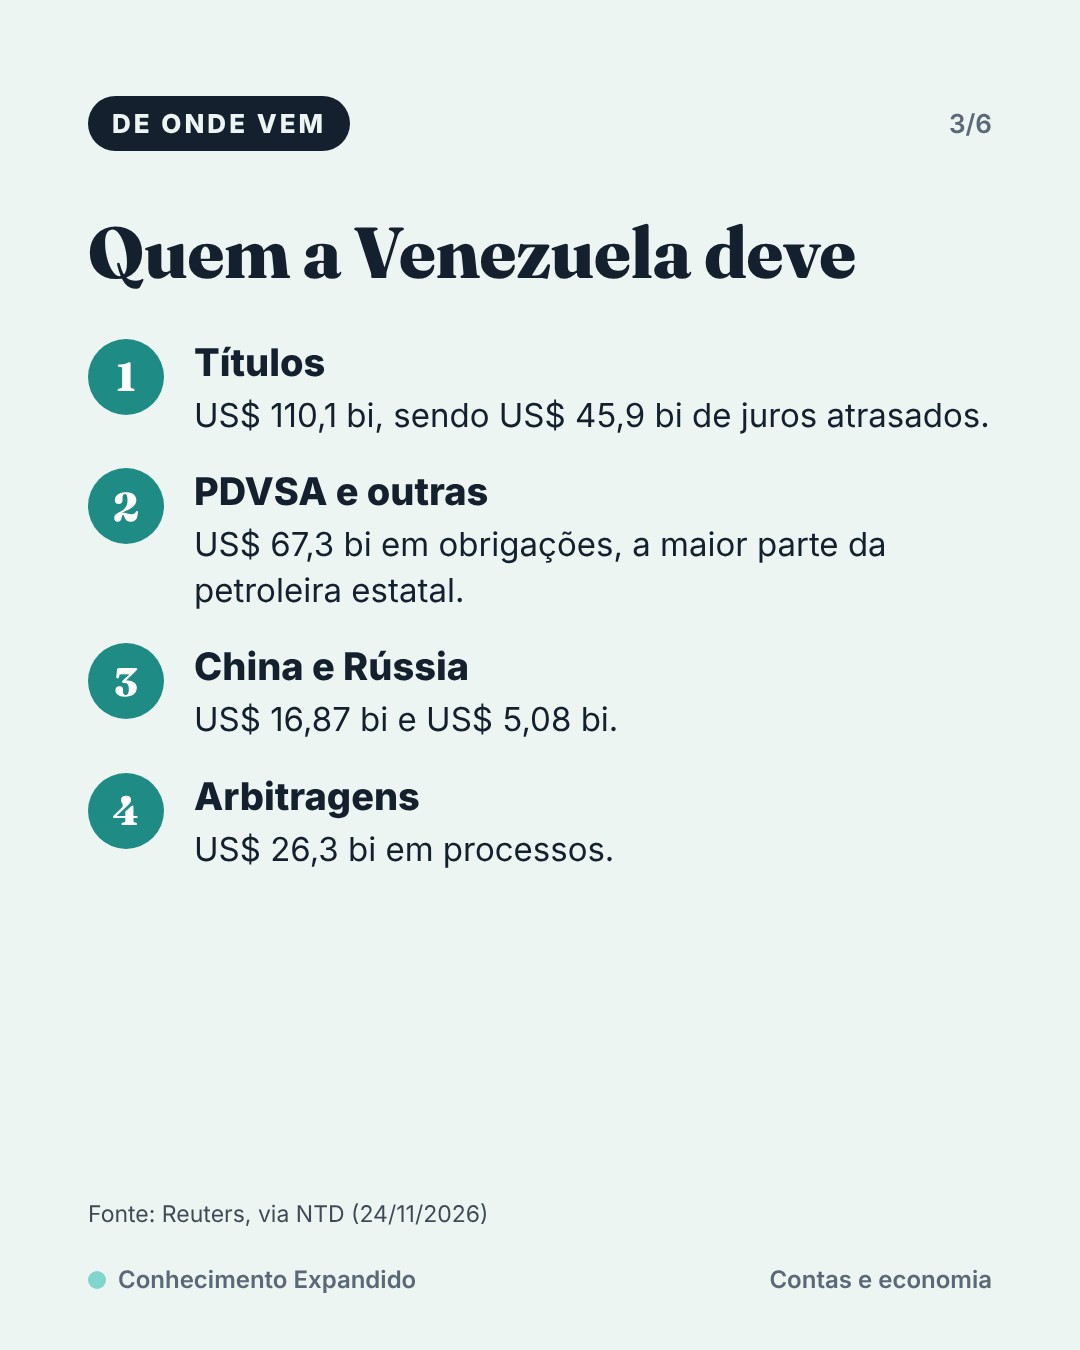 DE ONDE VEM
3/6
Quem a Venezuela deve
1
Títulos
US$ 110,1 bi, sendo US$ 45,9 bi de juros atrasados.
2
PDVSA e outras
US$ 67,3 bi em obrigações, a maior parte da
petroleira estatal.
3
China e Rússia
US$ 16,87 bi e US$ 5,08 bi.
4
Arbitragens
US$ 26,3 bi em processos.
Fonte: Reuters, via NTD (24/11/2026)
Conhecimento Expandido
Contas e economia